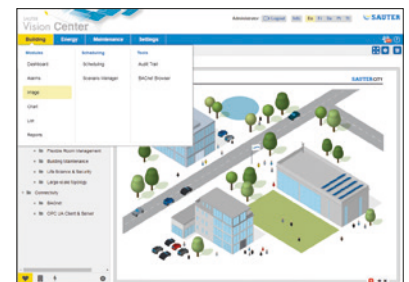 Vision Center
Administrator Logout
SAUTER
Building Energy Maintenance Settings
Modules Scheduling Tools
Dashboard Scheduling Audit Trail
Alarms Scenario Manager BACnet Browser
Image
Chart
List
Reports
SAUTER CITY
Flexible Room Management
Building Maintenance
Life Science & Security
Large-scale topology
Connectivity
BACnet
OPC UA Client & Server